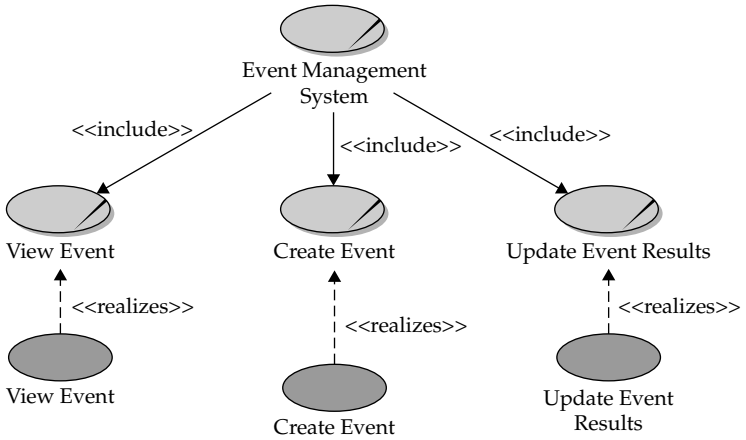 Event Management
System
<<include>>
<<include>>
<<include>>
View Event
Create Event
Update Event Results
<<realizes>>
<<realizes>>
<<realizes>>
View Event
Create Event
Update Event
Results